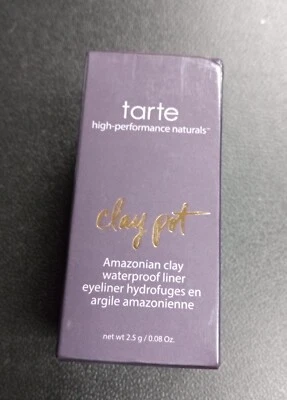 tarte
high-performance naturals™
clay pot
Amazonian clay
waterproof liner
eyeliner hydrofuges en
argile amazonienne
net wt 2.5 g / 0.08 Oz.